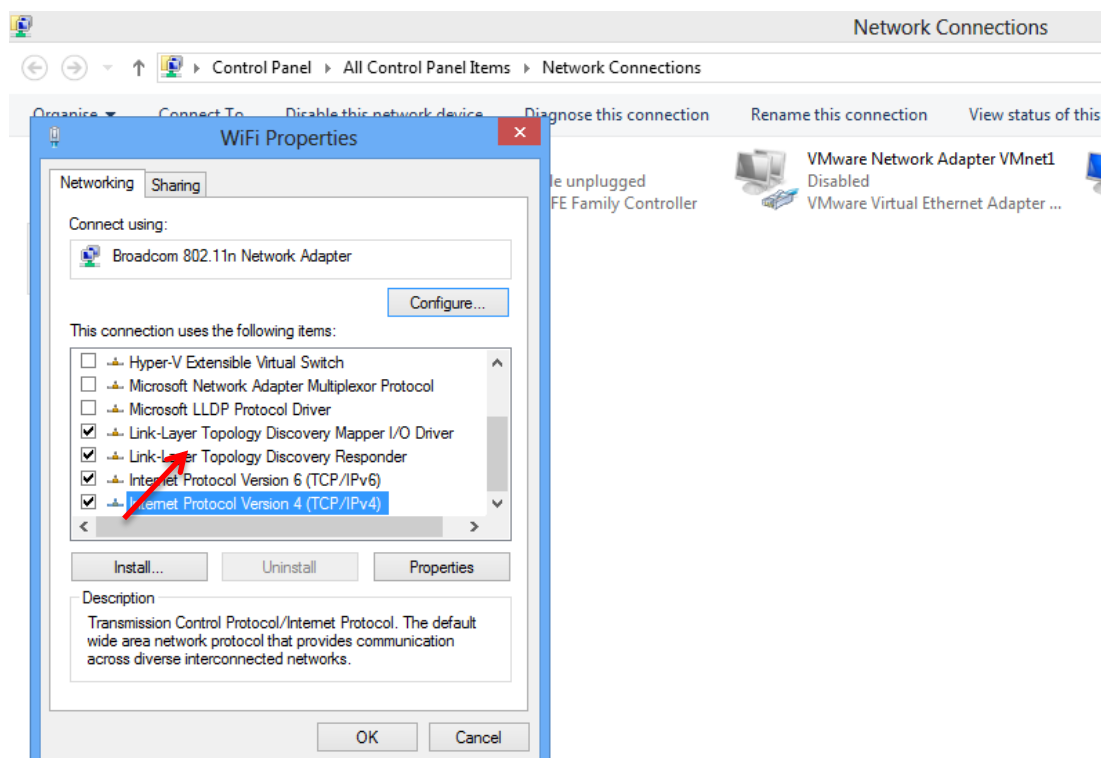 Network Connections
Control Panel
All Control Panel Items
Network Connections
Organise
Connect To
Disable this network device
Diagnose this connection
Rename this connection
View status of this
WiFi Properties
Networking
Sharing
Connect using:
Broadcom 802.11n Network Adapter
Configure...
This connection uses the following items:
Hyper-V Extensible Virtual Switch
Microsoft Network Adapter Multiplexor Protocol
Microsoft LLDP Protocol Driver
Link-Layer Topology Discovery Mapper I/O Driver
Link-Layer Topology Discovery Responder
Internet Protocol Version 6 (TCP/IPv6)
Internet Protocol Version 4 (TCP/IPv4)
Install...
Uninstall
Properties
Description
Transmission Control Protocol/Internet Protocol. The default
wide area network protocol that provides communication
across diverse interconnected networks.
OK
Cancel
le unplugged
FE Family Controller
VMware Network Adapter VMnet1
Disabled
VMware Virtual Ethernet Adapter ...